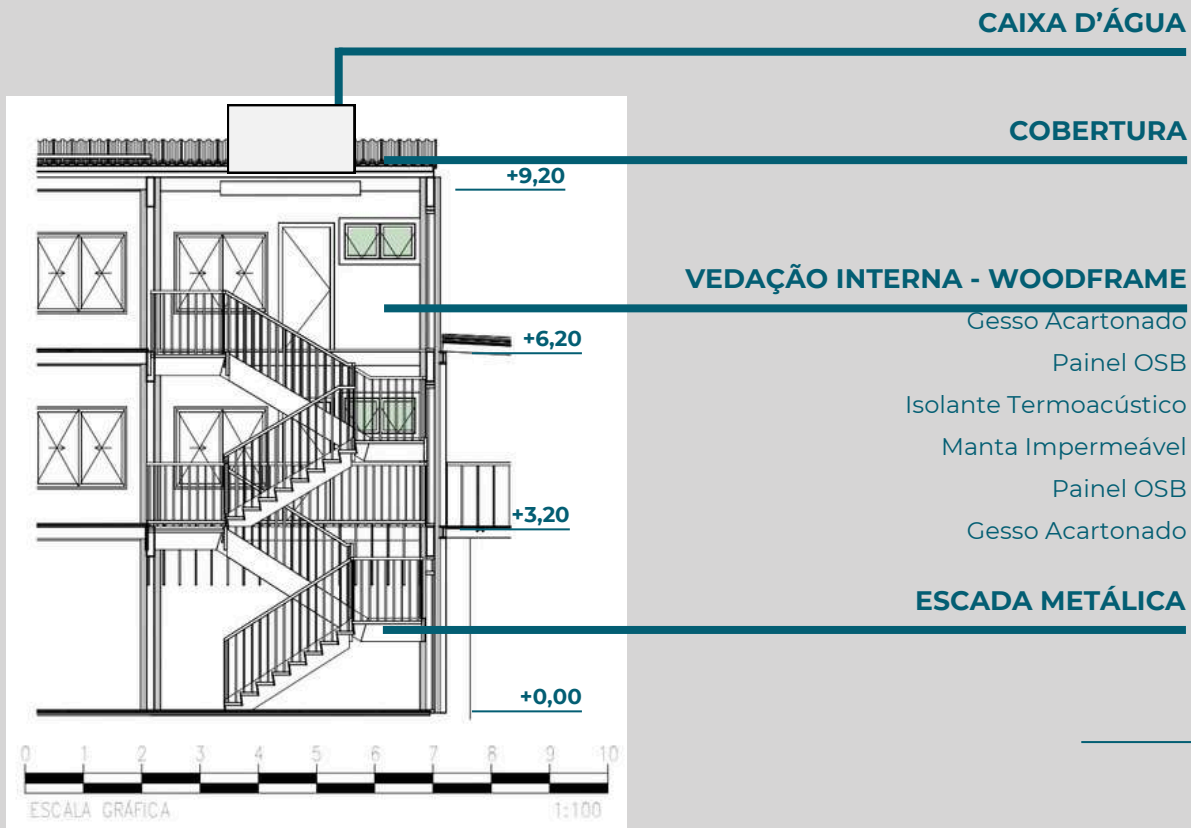 CAIXA D’ÁGUA
COBERTURA
+9,20
VEDAÇÃO INTERNA - WOODFRAME
Gesso Acartonado
+6,20
Painel OSB
Isolante Termoacústico
Manta Impermeável
Painel OSB
+3,20
Gesso Acartonado
ESCADA METÁLICA
+0,00
0 1 2 3 4 5 6 7 8 9 10
ESCALA GRÁFICA 1:100